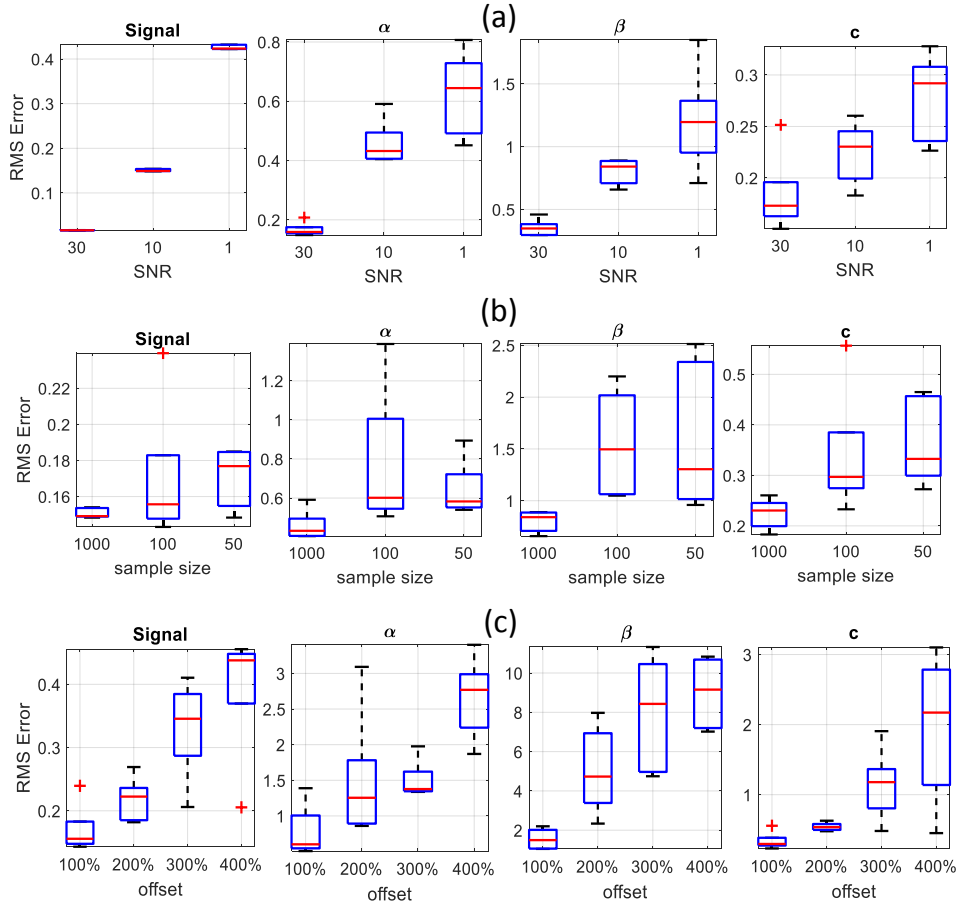 (a)
Signal
α
β
c
RMS Error
0.4
0.3
0.2
0.1
30
10
1
SNR
0.8
0.6
0.4
0.2
30
10
1
SNR
1.5
1
0.5
30
10
1
SNR
0.3
0.25
0.2
30
10
1
SNR
(b)
Signal
α
β
c
RMS Error
0.22
0.2
0.18
0.16
1000
100
50
sample size
1.2
1
0.8
0.6
1000
100
50
sample size
2.5
2
1.5
1
1000
100
50
sample size
0.5
0.4
0.3
0.2
1000
100
50
sample size
(c)
Signal
α
β
c
RMS Error
0.4
0.3
0.2
100%
200%
300%
400%
offset
3
2.5
2
1.5
1
100%
200%
300%
400%
offset
10
8
6
4
2
100%
200%
300%
400%
offset
3
2
1
100%
200%
300%
400%
offset